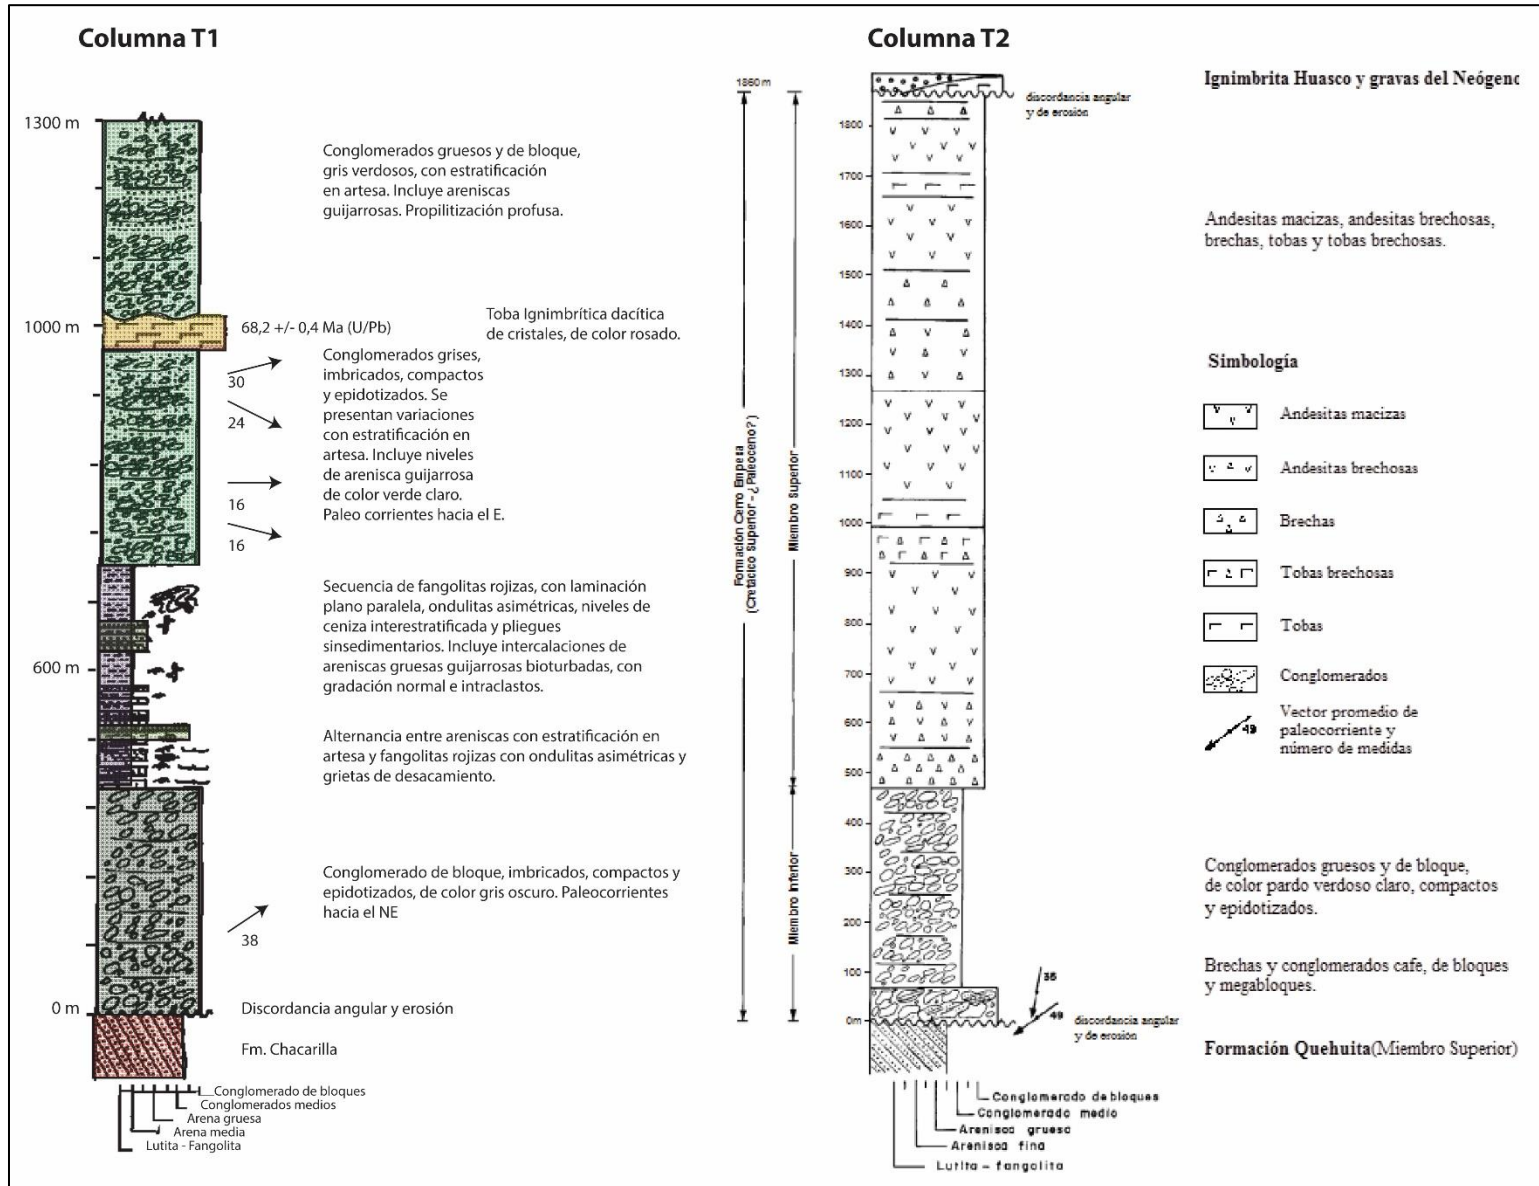 Columna T1
1300 m
Conglomerados gruesos y de bloque,
gris verdosos, con estratificación
en artesa. Incluye areniscas
guijarrosas. Propilitización profusa.
1000 m
68,2 +/- 0,4 Ma (U/Pb)
Toba Ignimbrítica dacítica
de cristales, de color rosado.
30
24
16
16
Conglomerados grises,
imbricados, compactos
y epidotizados. Se
presentan variaciones
con estratificación en
artesa. Incluye niveles
de arenisca guijarrosa
de color verde claro.
Paleo corrientes hacia el E.
600 m
Secuencia de fangolitas rojizas, con laminación
plano paralela, ondulitas asimétricas, niveles de
ceniza interestratificada y pliegues
sinsedimentarios. Incluye intercalaciones de
areniscas gruesas guijarrosas bioturbadas, con
gradación normal e intraclastos.
Alternancia entre areniscas con estratificación en
artesa y fangolitas rojizas con ondulitas asimétricas y
grietas de desacamiento.
Conglomerado de bloque, imbricados, compactos y
epidotizados, de color gris oscuro. Paleocorrientes
hacia el NE
38
0 m
Discordancia angular y erosión
Fm. Chacarilla
Conglomerado de bloques
Conglomerados medios
Arena gruesa
Arena media
Lutita - Fangolita
Columna T2
1860 m
discordancia angular
y de erosión
1800
1700
1600
1500
1400
1300
1200
1100
1000
900
800
700
600
500
400
300
200
100
0m
Formación Cerro Empesa
(Cretácico Superior - ¿Paleoceno?)
Miembro Superior
Miembro Inferior
35
49
discordancia angular
y de erosión
Conglomerado de bloques
Conglomerado medio
Arenisca gruesa
Arenisca fina
Lutita - fangolita
Ignimbrita Huasco y gravas del Neógeno
Andesitas macizas, andesitas brechosas,
brechas, tobas y tobas brechosas.
Simbología
Andesitas macizas
Andesitas brechosas
Brechas
Tobas brechosas
Tobas
Conglomerados
49
Vector promedio de
paleocorriente y
número de medidas
Conglomerados gruesos y de bloque,
de color pardo verdoso claro, compactos
y epidotizados.
Brechas y conglomerados cafe, de bloques
y megabloques.
Formación Quehuita(Miembro Superior)